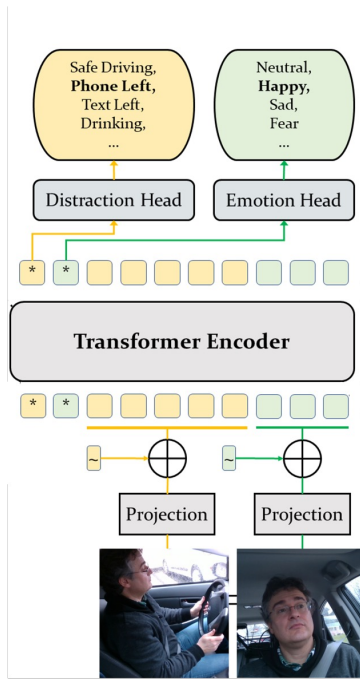 Safe Driving,
Phone Left,
Text Left,
Drinking,
...
Neutral,
Happy,
Sad,
Fear
...
Distraction Head
Emotion Head
* *
Transformer Encoder
* *
~
~
Projection
Projection